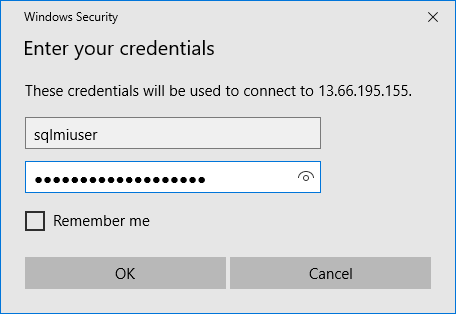 Windows Security
Enter your credentials
These credentials will be used to connect to 13.66.195.155.
sqlmiuser
●●●●●●●●●●●●●●●●●●●
Remember me
OK
Cancel